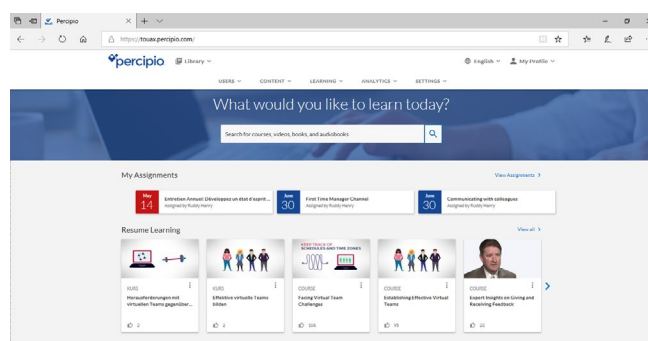 Percipio
https://touax.percipio.com/
percipio Library English My Profile
USERS CONTENT LEARNING ANALYTICS SETTINGS
What would you like to learn today?
Search for courses, videos, books, and audiobooks
My Assignments View Assignments
May 14 Entretien Annuel: Développez un état d'esprit...
Assigned by Ruddy Henry
June 30 First Time Manager Channel
Assigned by Ruddy Henry
June 30 Communicating with colleagues
Assigned by Ruddy Henry
Resume Learning View all
KURS
Herausforderungen mit
virtuellen Teams gegenüber...
2
KURS
Effektive virtuelle Teams
bilden
2
KEEP TRACK OF
SCHEDULES AND TIME ZONES
COURSE
Facing Virtual Team
Challenges
COURSE
Establishing Effective Virtual
Teams
COURSE
Expert Insights on Giving and
Receiving Feedback